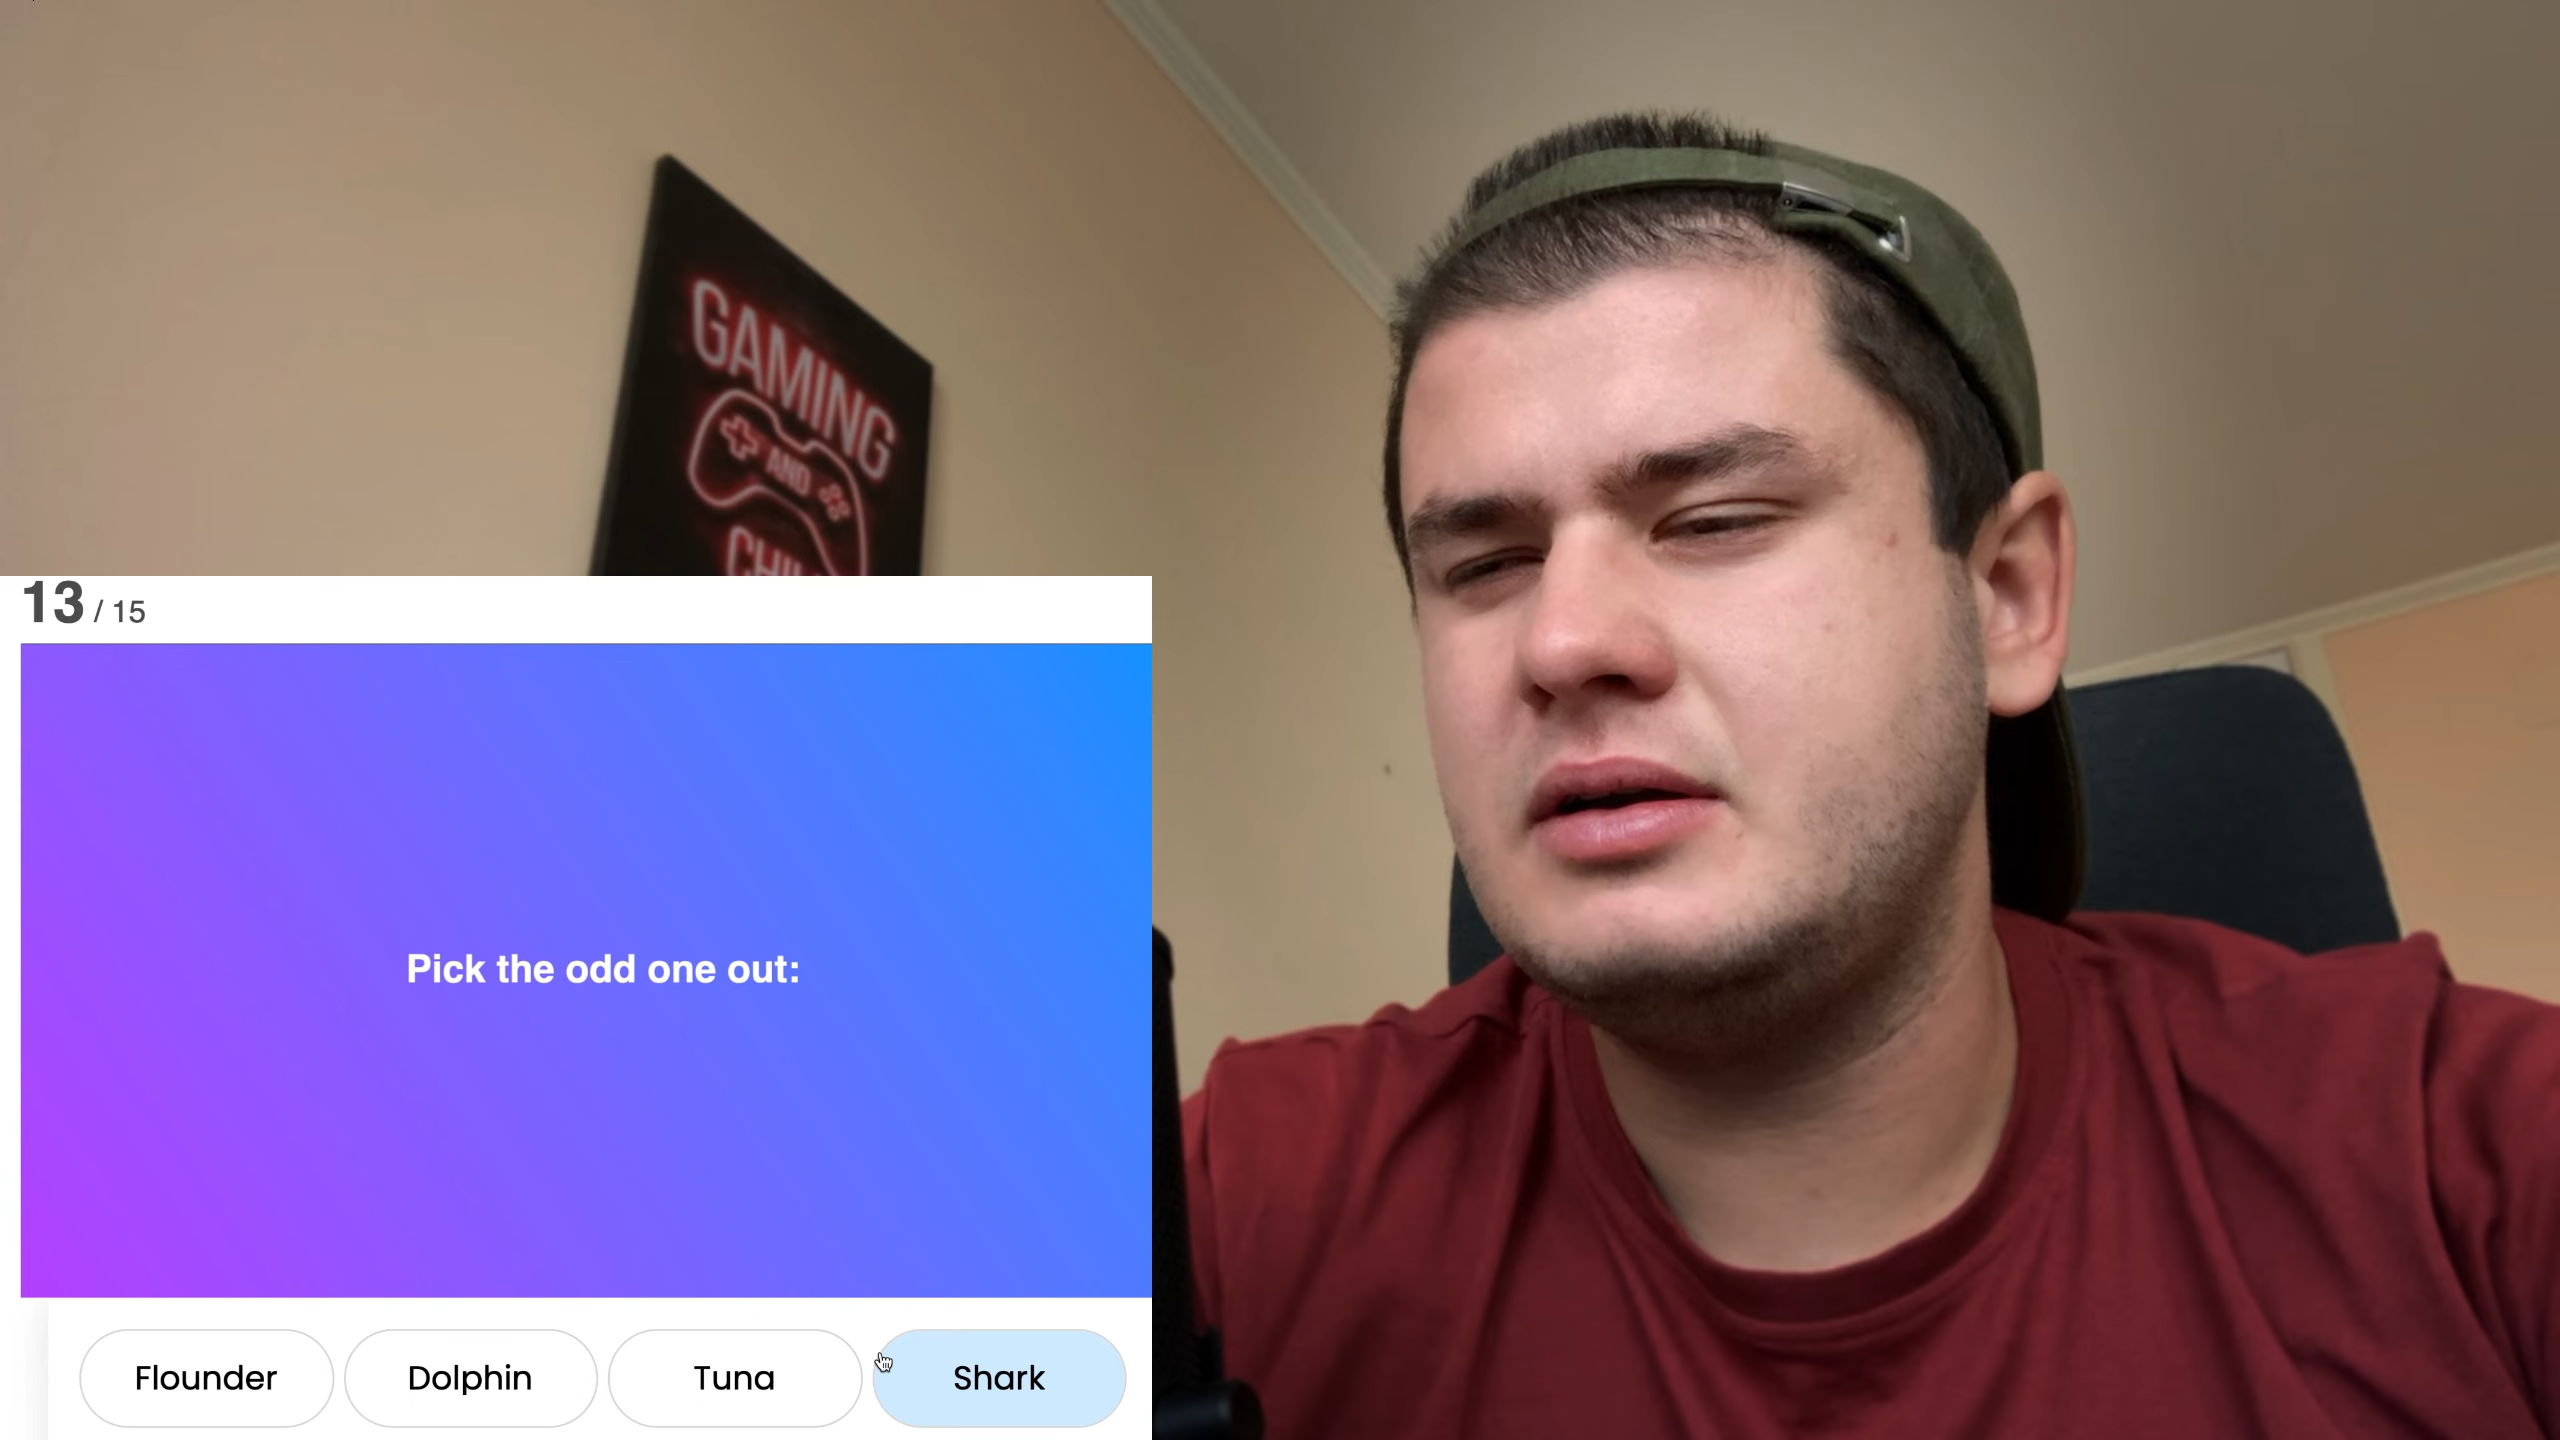 GAMING
AND
13 / 15
Pick the odd one out:
Flounder
Dolphin
Tuna
Shark